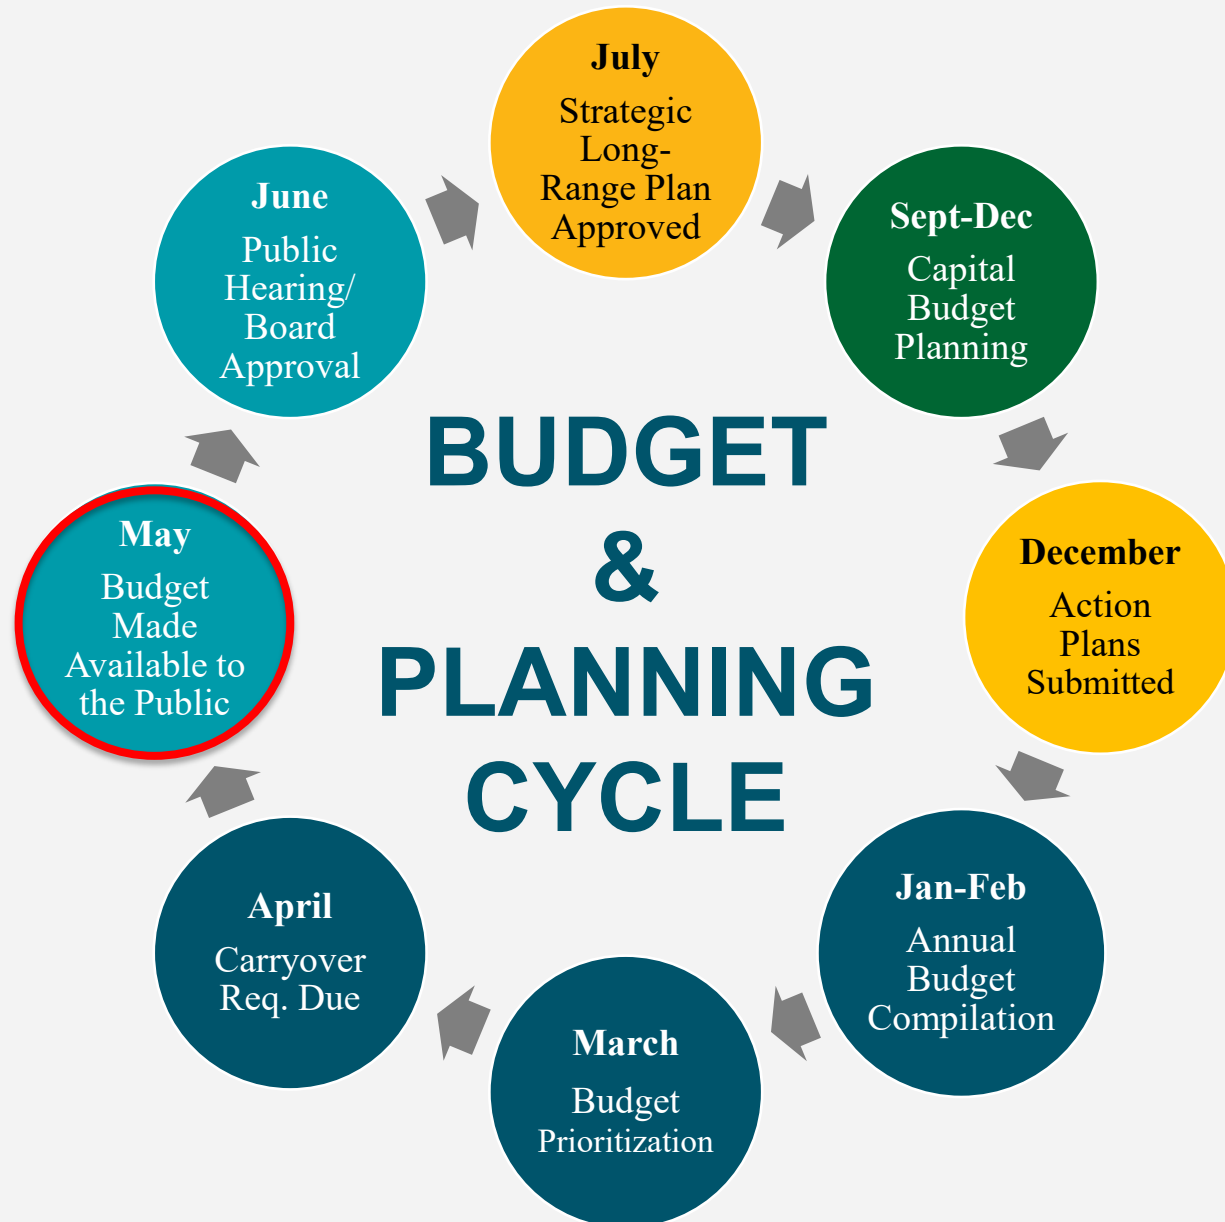 July
Strategic
Long-
Range Plan
Approved
Sept-Dec
Capital
Budget
Planning
December
Action
Plans
Submitted
Jan-Feb
Annual
Budget
Compilation
March
Budget
Prioritization
April
Carryover
Req. Due
May
Budget
Made
Available to
the Public
June
Public
Hearing/
Board
Approval
BUDGET
&
PLANNING
CYCLE